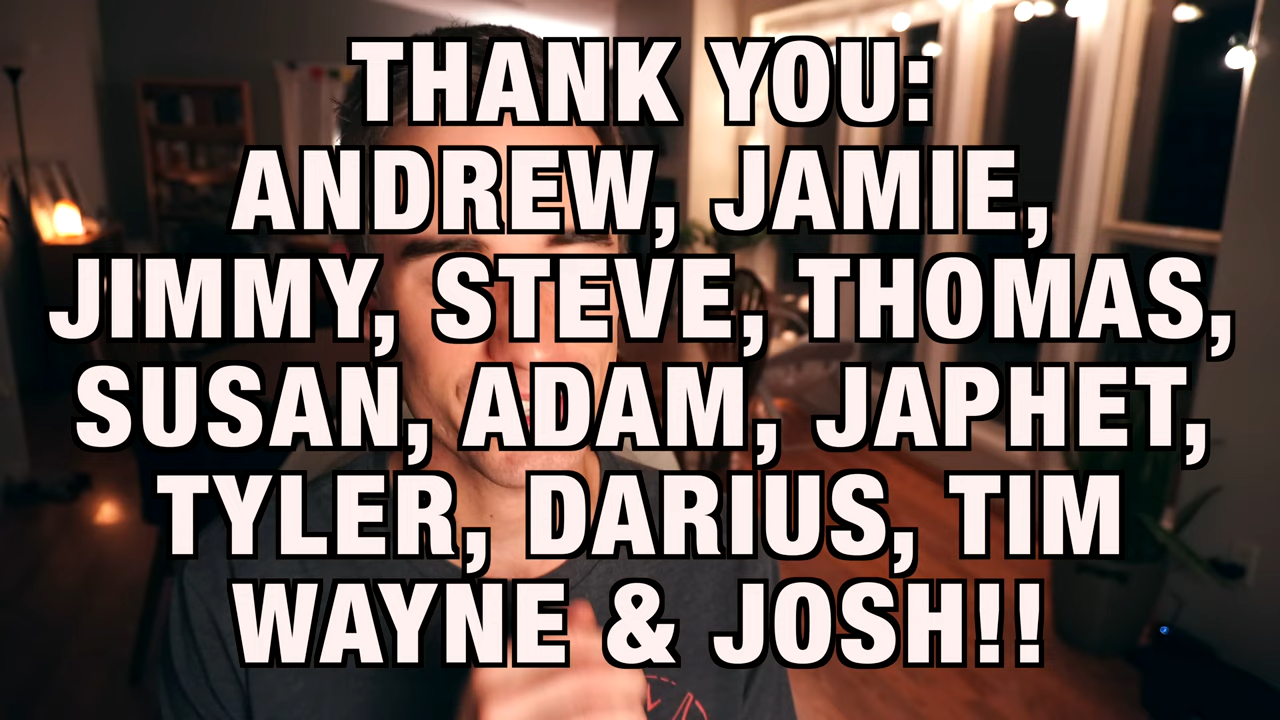 THANK YOU:
ANDREW, JAMIE,
JIMMY, STEVE, THOMAS,
SUSAN, ADAM, JAPHET,
TYLER, DARIUS, TIM
WAYNE & JOSH!!